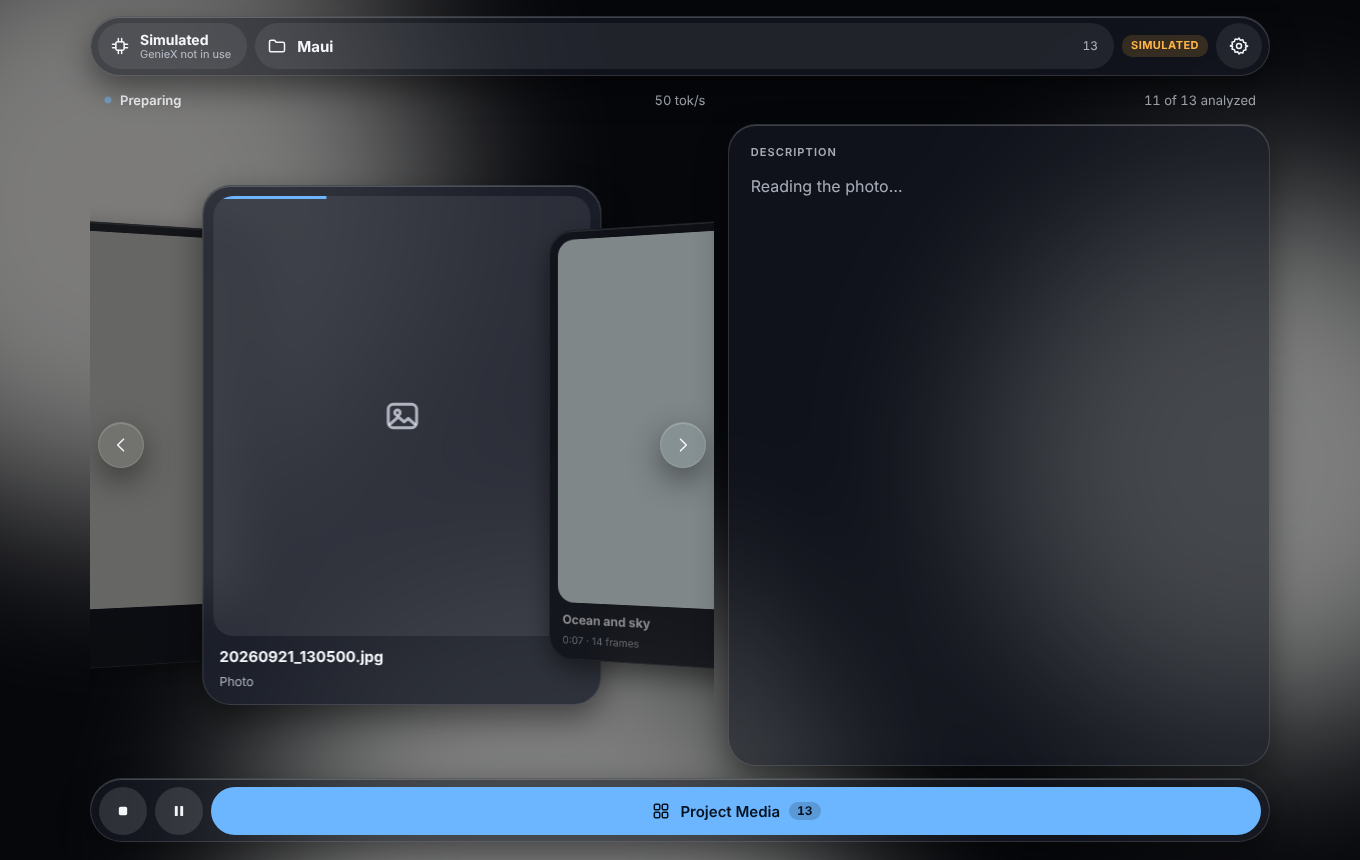 Simulated
GenieX not in use
Maui
13
SIMULATED
Preparing
50 tok/s
11 of 13 analyzed
DESCRIPTION
Reading the photo...
20260921_130500.jpg
Photo
Ocean and sky
0:07 · 14 frames
Project Media 13